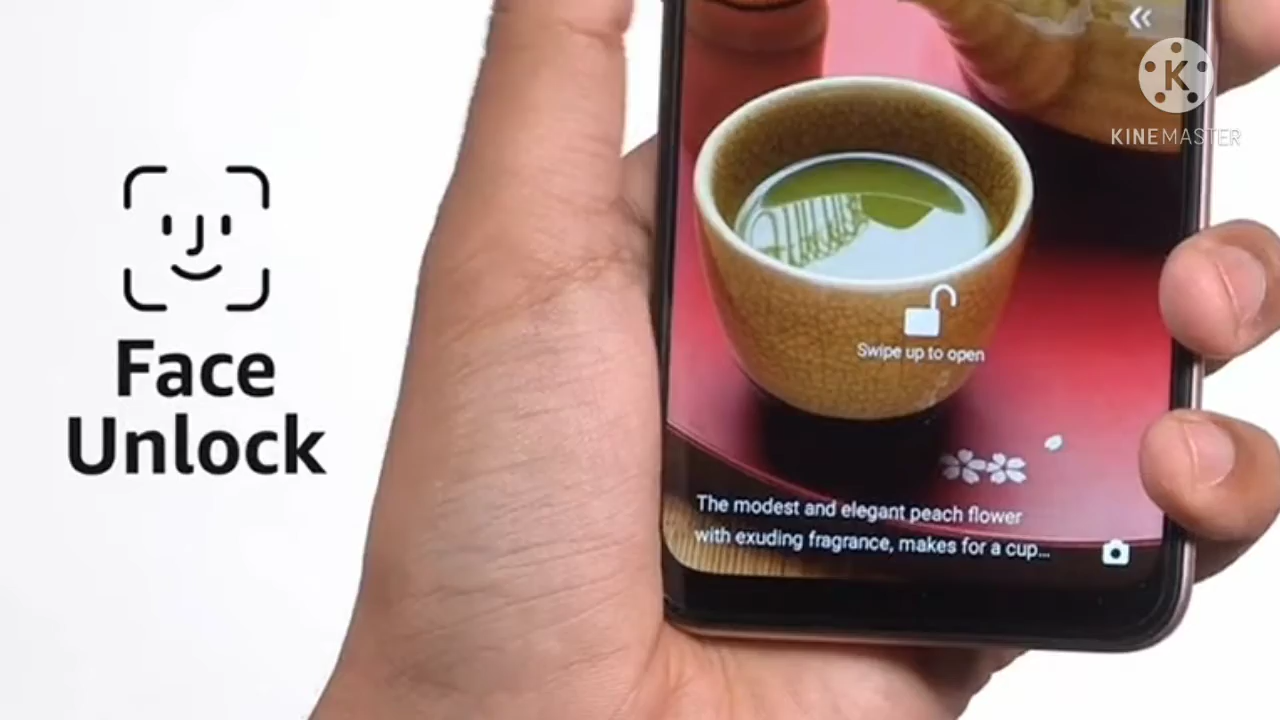 K
KINEMASTER
Face
Unlock
Swipe up to open
The modest and elegant peach flower
with exuding fragrance, makes for a cup...